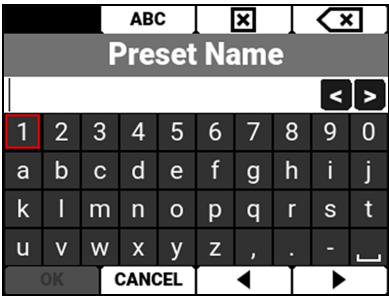 ABC
Preset Name
< >
1 2 3 4 5 6 7 8 9 0
a b c d e f g h i j
k l m n o p q r s t
u v w x y z , . -
OK CANCEL